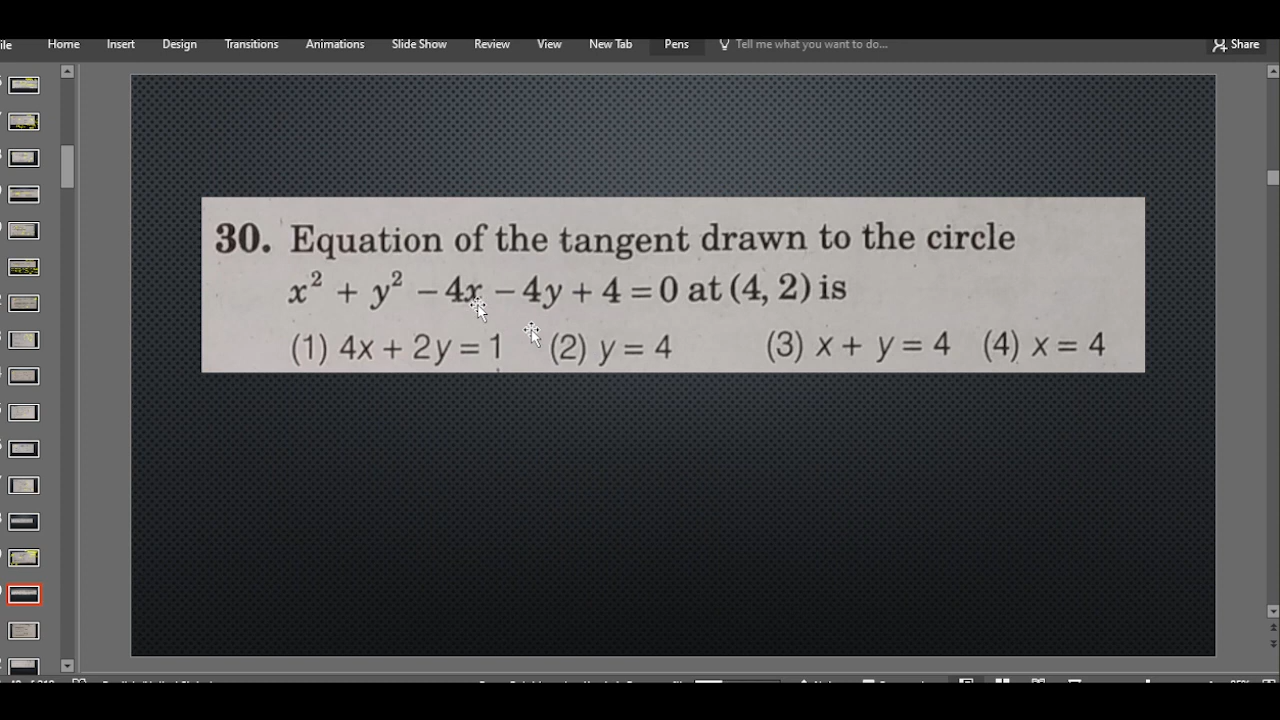 Home Insert Design Transitions Animations Slide Show Review View New Tab Pens Tell me what you want to do... Share
30. Equation of the tangent drawn to the circle
x² + y² − 4x − 4y + 4 = 0 at (4, 2) is
(1) 4x + 2y = 1 (2) y = 4 (3) x + y = 4 (4) x = 4